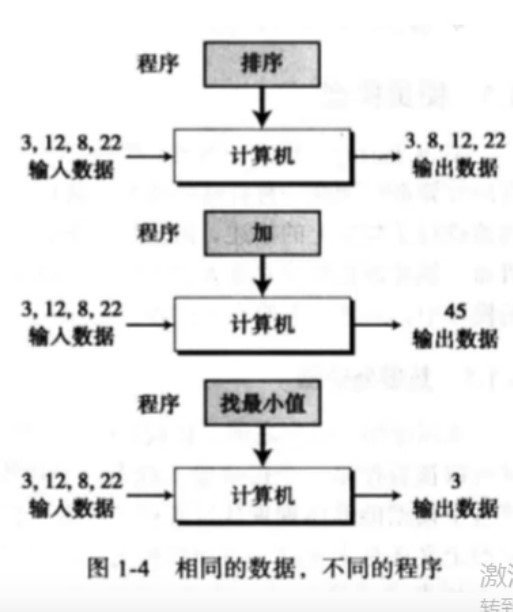 程序 排序
3, 12, 8, 22 计算机 3. 8, 12, 22
输入数据 输出数据
程序 加
3, 12, 8, 22 计算机 45
输入数据 输出数据
程序 找最小值
3, 12, 8, 22 计算机 3
输入数据 输出数据
图 1-4 相同的数据，不同的程序
激活
转到